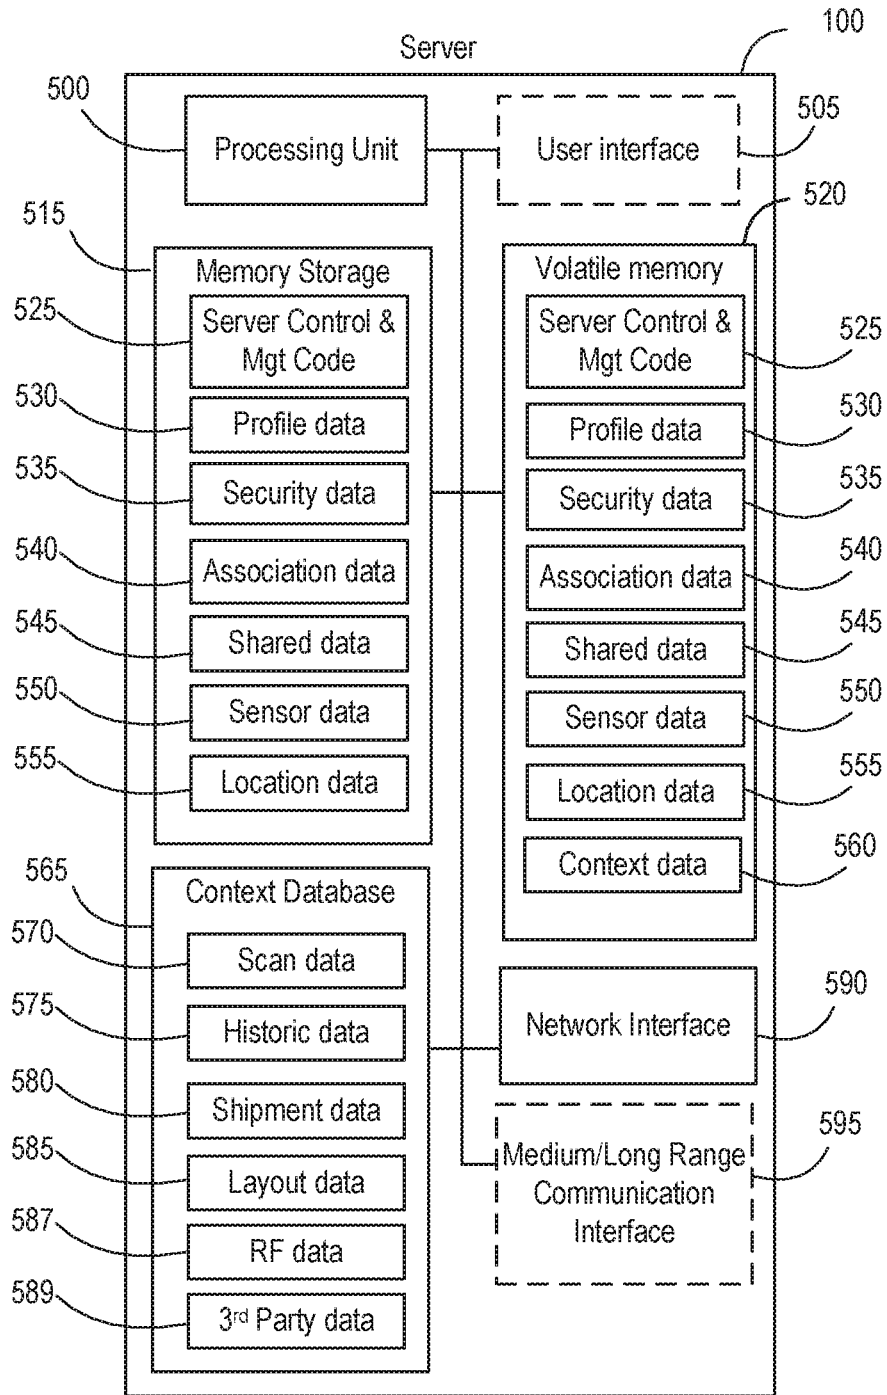 Server
100
500
Processing Unit
User interface
505
515
Memory Storage
525
Server Control &
Mgt Code
530
Profile data
535
Security data
540
Association data
545
Shared data
550
Sensor data
555
Location data
520
Volatile memory
Server Control &
Mgt Code
525
Profile data
530
Security data
535
Association data
540
Shared data
545
Sensor data
550
Location data
555
Context data
560
565
Context Database
570
Scan data
575
Historic data
580
Shipment data
585
Layout data
587
RF data
589
3rd Party data
Network Interface
590
Medium/Long Range
Communication
Interface
595